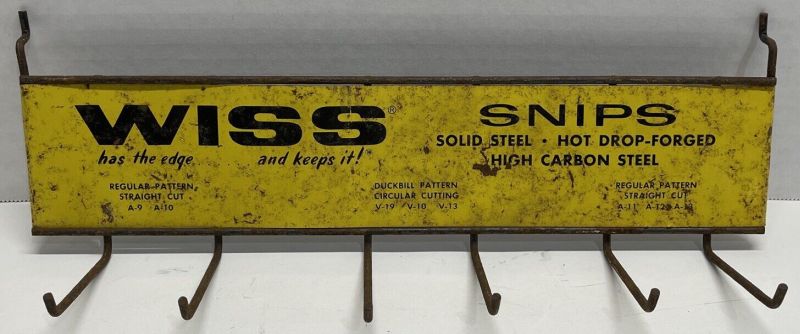 WISS®
has the edge and keeps it!
SNIPS
SOLID STEEL · HOT DROP-FORGED
HIGH CARBON STEEL
REGULAR PATTERN
STRAIGHT CUT
A-9 A-10
DUCKBILL PATTERN
CIRCULAR CUTTING
V-19 V-10 V-13
REGULAR PATTERN
STRAIGHT CUT
A-11 A-12